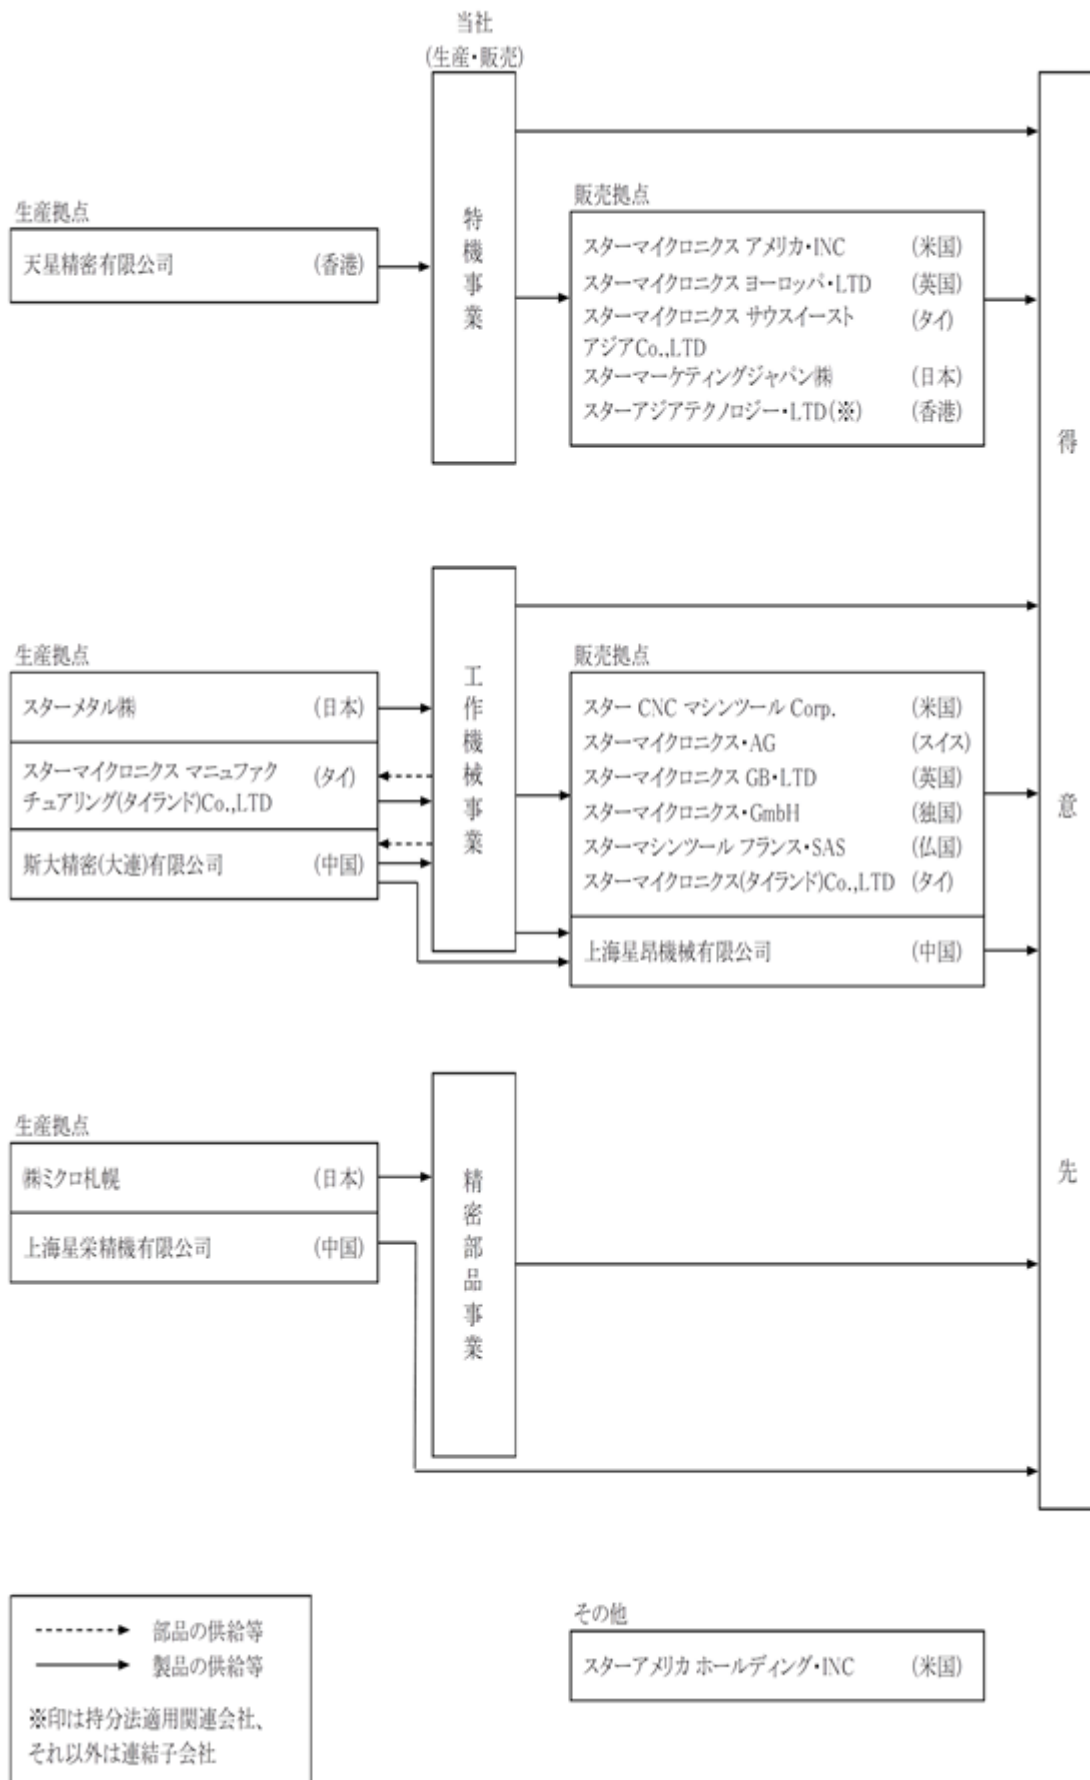 当社
(生産・販売)
特機事業
生産拠点
天星精密有限公司 (香港)
販売拠点
スターマイクロニクス アメリカ・INC (米国)
スターマイクロニクス ヨーロッパ・LTD (英国)
スターマイクロニクス サウスイースト (タイ)
アジアCo.,LTD
スターマーケティングジャパン㈱ (日本)
スターアジアテクノロジー・LTD(※) (香港)
得意先
工作機械事業
生産拠点
スターメタル㈱ (日本)
スターマイクロニクス マニュファク (タイ)
チュアリング(タイランド)Co.,LTD
斯大精密(大連)有限公司 (中国)
販売拠点
スター CNC マシンツール Corp. (米国)
スターマイクロニクス・AG (スイス)
スターマイクロニクス GB・LTD (英国)
スターマイクロニクス・GmbH (独国)
スターマシンツール フランス・SAS (仏国)
スターマイクロニクス(タイランド)Co.,LTD (タイ)
上海星昂機械有限公司 (中国)
精密部品事業
生産拠点
㈱ミクロ札幌 (日本)
上海星栄精機有限公司 (中国)
部品の供給等
製品の供給等
※印は持分法適用関連会社、
それ以外は連結子会社
その他
スターアメリカ ホールディング・INC (米国)